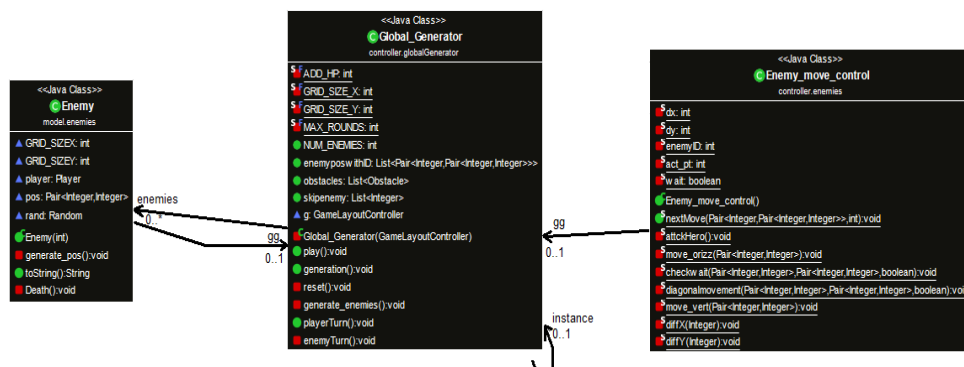 <<Java Class>>
Enemy
model.enemies
GRID_SIZEX: int
GRID_SIZEY: int
player: Player
pos: Pair<Integer,Integer>
rand: Random
Enemy(int)
generate_pos():void
toString():String
Death():void
enemies
0..*
gg
0..1
<<Java Class>>
Global_Generator
controller.globalGenerator
ADD_HP: int
GRID_SIZE_X: int
GRID_SIZE_Y: int
MAX_ROUNDS: int
NUM_ENEMIES: int
enemyposwithID: List<Pair<Integer,Pair<Integer,Integer>>>
obstacles: List<Obstacle>
skipenemy: List<Integer>
g: GameLayoutController
Global_Generator(GameLayoutController)
play():void
generation():void
reset():void
generate_enemies():void
playerTurn():void
enemyTurn():void
gg
0..1
instance
0..1
<<Java Class>>
Enemy_move_control
controller.enemies
dx: int
dy: int
enemyID: int
act_pt: int
wait: boolean
Enemy_move_control()
nextMove(Pair<Integer,Pair<Integer,Integer>>,int):void
attckHero():void
move_orizz(Pair<Integer,Integer>):void
checkwait(Pair<Integer,Integer>,Pair<Integer,Integer>,boolean):void
diagonalmovement(Pair<Integer,Integer>,Pair<Integer,Integer>,boolean):void
move_vert(Pair<Integer,Integer>):void
diffX(Integer):void
diffY(Integer):void